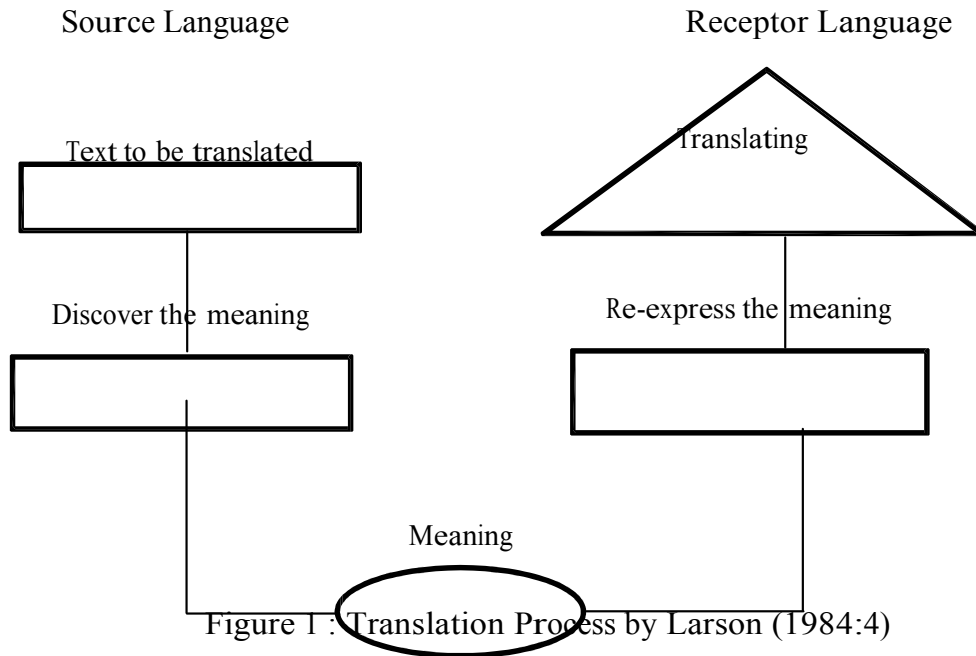 Source Language
Receptor Language
Text to be translated
Translating
Discover the meaning
Re-express the meaning
Meaning
Figure 1 : Translation Process by Larson (1984:4)